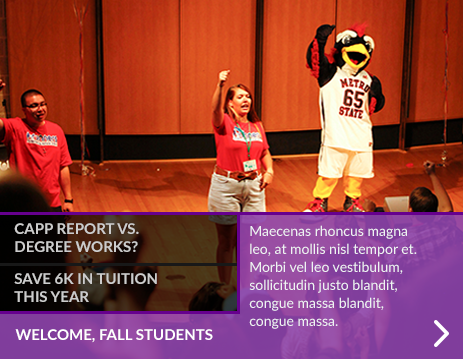 METRO
65
STATE
CAPP REPORT VS.
DEGREE WORKS?
SAVE 6K IN TUITION
THIS YEAR
WELCOME, FALL STUDENTS
Maecenas rhoncus magna
leo, at mollis nisl tempor et.
Morbi vel leo vestibulum,
sollicitudin justo blandit,
congue massa blandit,
congue massa.